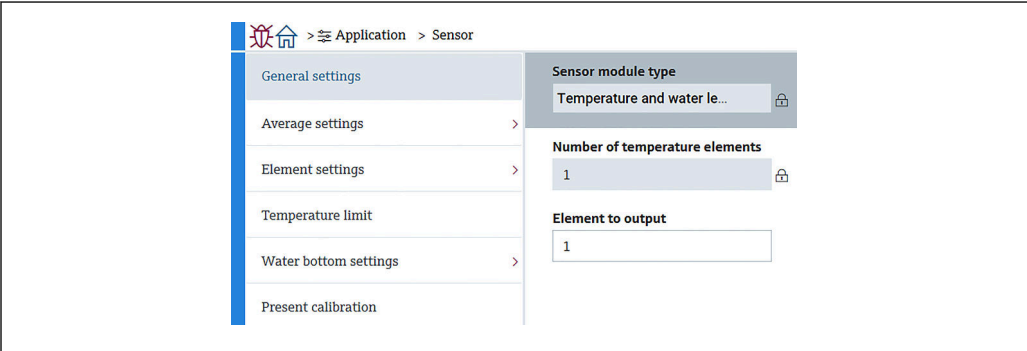 > Application > Sensor
General settings
Average settings >
Element settings >
Temperature limit
Water bottom settings >
Present calibration
Sensor module type
Temperature and water le...
Number of temperature elements
1
Element to output
1